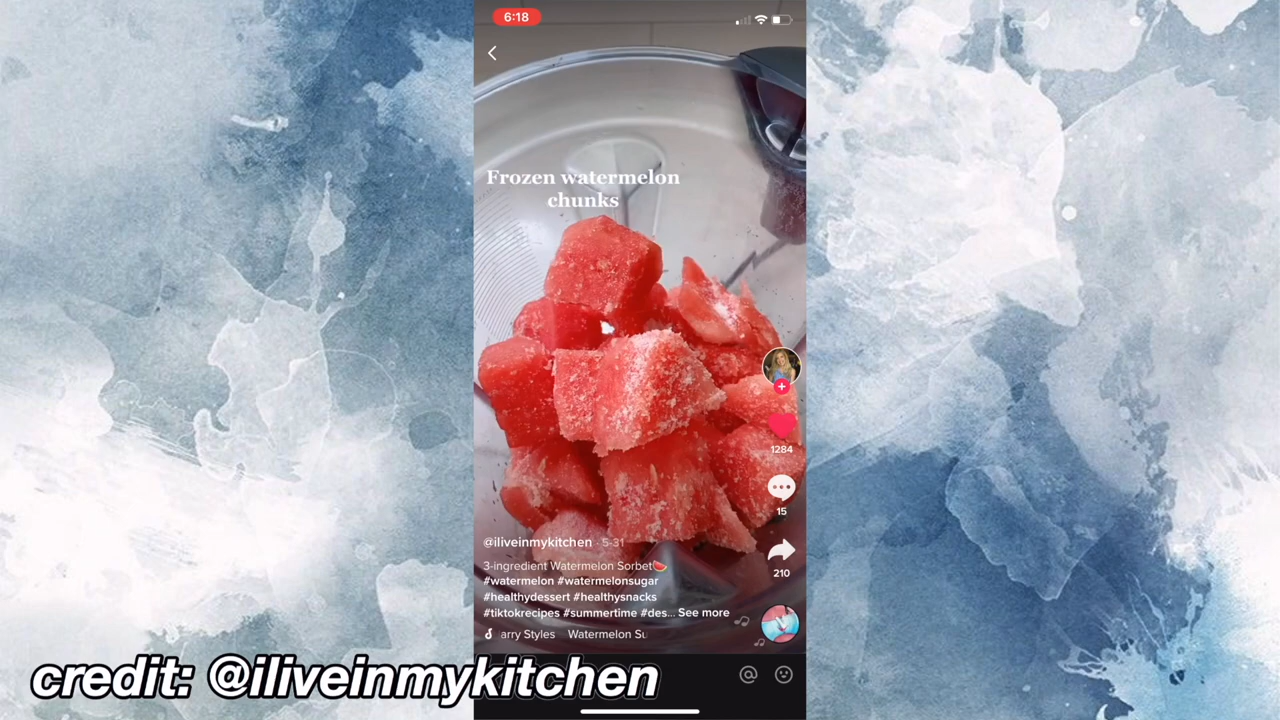 6:18
Frozen watermelon
chunks
1284
15
210
@iliveinmykitchen · 5-31
3-ingredient Watermelon Sorbet🍉
#watermelon #watermelonsugar
#healthydessert #healthysnacks
#tiktokrecipes #summertime #des... See more
arry Styles Watermelon Su
credit: @iliveinmykitchen